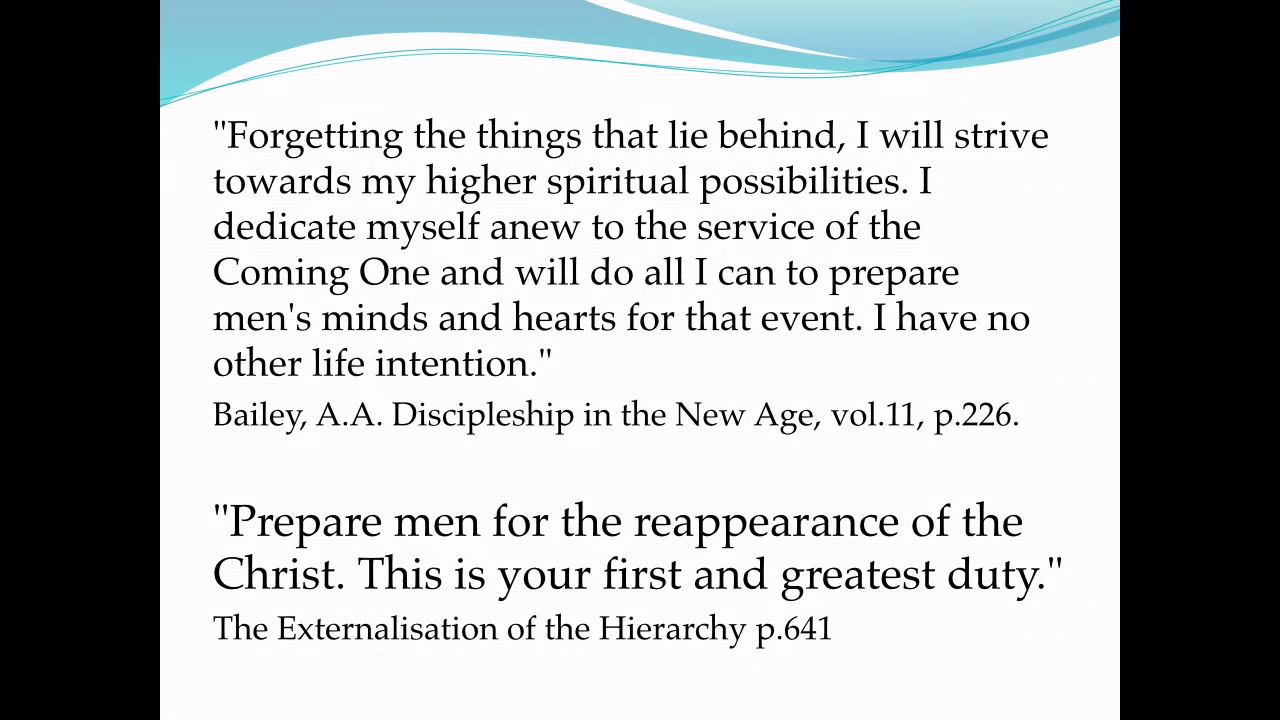 "Forgetting the things that lie behind, I will strive
towards my higher spiritual possibilities. I
dedicate myself anew to the service of the
Coming One and will do all I can to prepare
men's minds and hearts for that event. I have no
other life intention."
Bailey, A.A. Discipleship in the New Age, vol.11, p.226.
"Prepare men for the reappearance of the
Christ. This is your first and greatest duty."
The Externalisation of the Hierarchy p.641